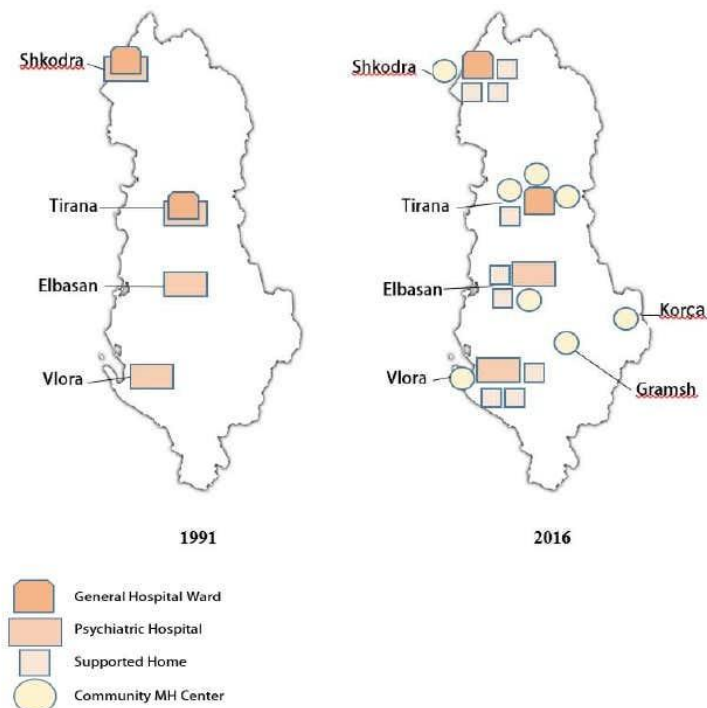 Shkodra
Tirana
Elbasan
Vlora
1991
Shkodra
Tirana
Elbasan
Korca
Vlora
Gramsh
2016
General Hospital Ward
Psychiatric Hospital
Supported Home
Community MH Center